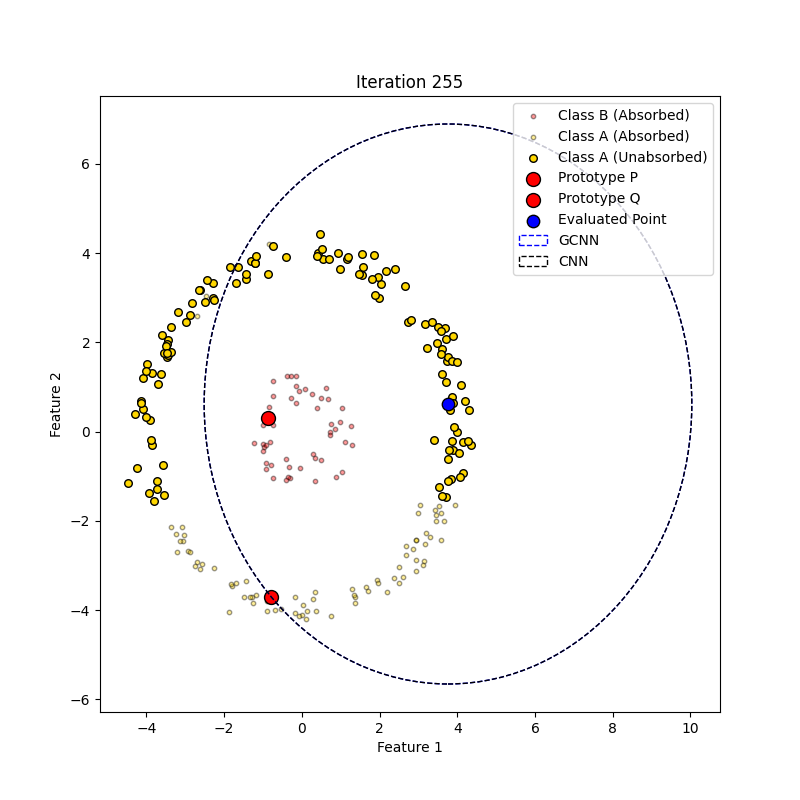 Iteration 255
Class B (Absorbed)
Class A (Absorbed)
Class A (Unabsorbed)
Prototype P
Prototype Q
Evaluated Point
GCNN
CNN
Feature 2
6
4
2
0
−2
−4
−6
−4
−2
0
2
4
6
8
10
Feature 1